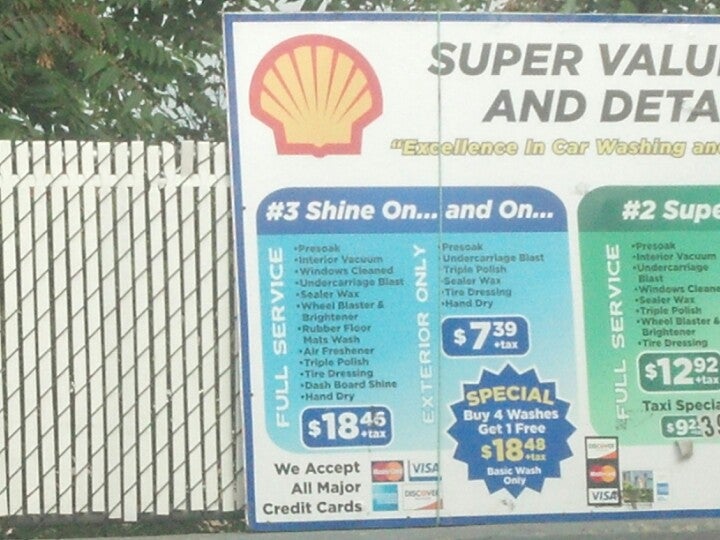 SUPER VALU
AND DETA
"Excellence In Car Washing and
#3 Shine On... and On...
FULL SERVICE
•Presoak
•Interior Vacuum
•Windows Cleaned
•Undercarriage Blast
•Sealer Wax
•Wheel Blaster &
Brightener
•Rubber Floor
Mats Wash
•Air Freshener
•Triple Polish
•Tire Dressing
•Dash Board Shine
•Hand Dry
$18.46
+tax
EXTERIOR ONLY
•Presoak
•Undercarriage Blast
•Triple Polish
•Sealer Wax
•Tire Dressing
•Hand Dry
$7.39
+tax
SPECIAL
Buy 4 Washes
Get 1 Free
$18.48
+tax
Basic Wash
Only
We Accept
All Major
Credit Cards
MasterCard
VISA
DISCOVER
#2 Supe
FULL SERVICE
•Presoak
•Interior Vacuum
•Undercarriage
Blast
•Windows Cleane
•Sealer Wax
•Triple Polish
•Wheel Blaster &
Brightener
•Tire Dressing
$12.92
+tax
Taxi Specia
DISCOVER
MasterCard
VISA